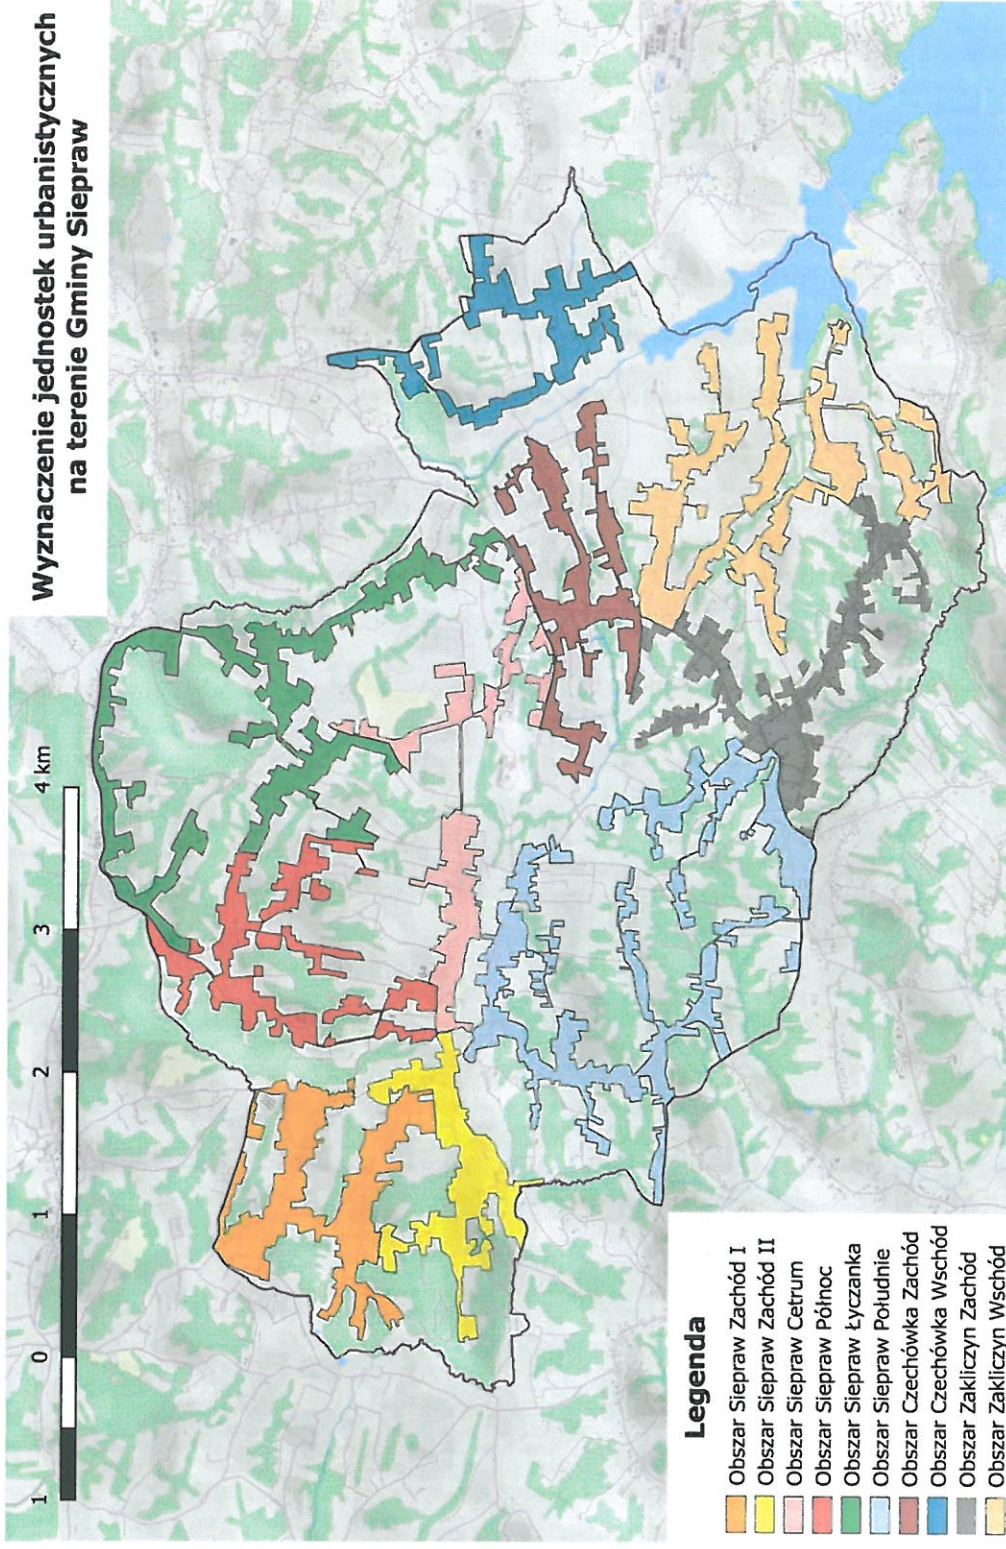 Wyznaczenie jednostek urbanistycznych
na terenie Gminy Siepraw
1 0 1 2 3 4 km
Legenda
Obszar Siepraw Zachód I
Obszar Siepraw Zachód II
Obszar Siepraw Cetrum
Obszar Siepraw Północ
Obszar Siepraw Łyczanka
Obszar Siepraw Południe
Obszar Czechówka Zachód
Obszar Czechówka Wschód
Obszar Zakliczyn Zachód
Obszar Zakliczyn Wschód